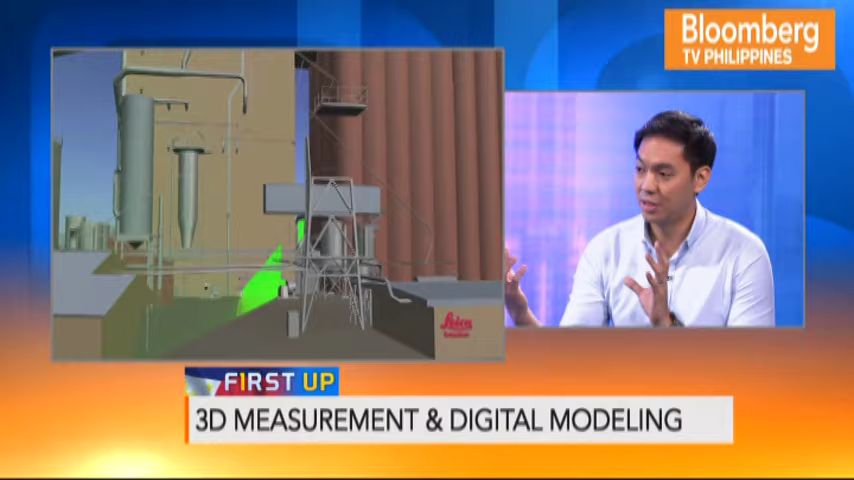 Bloomberg
TV PHILIPPINES
Leica
FIRST UP
3D MEASUREMENT & DIGITAL MODELING